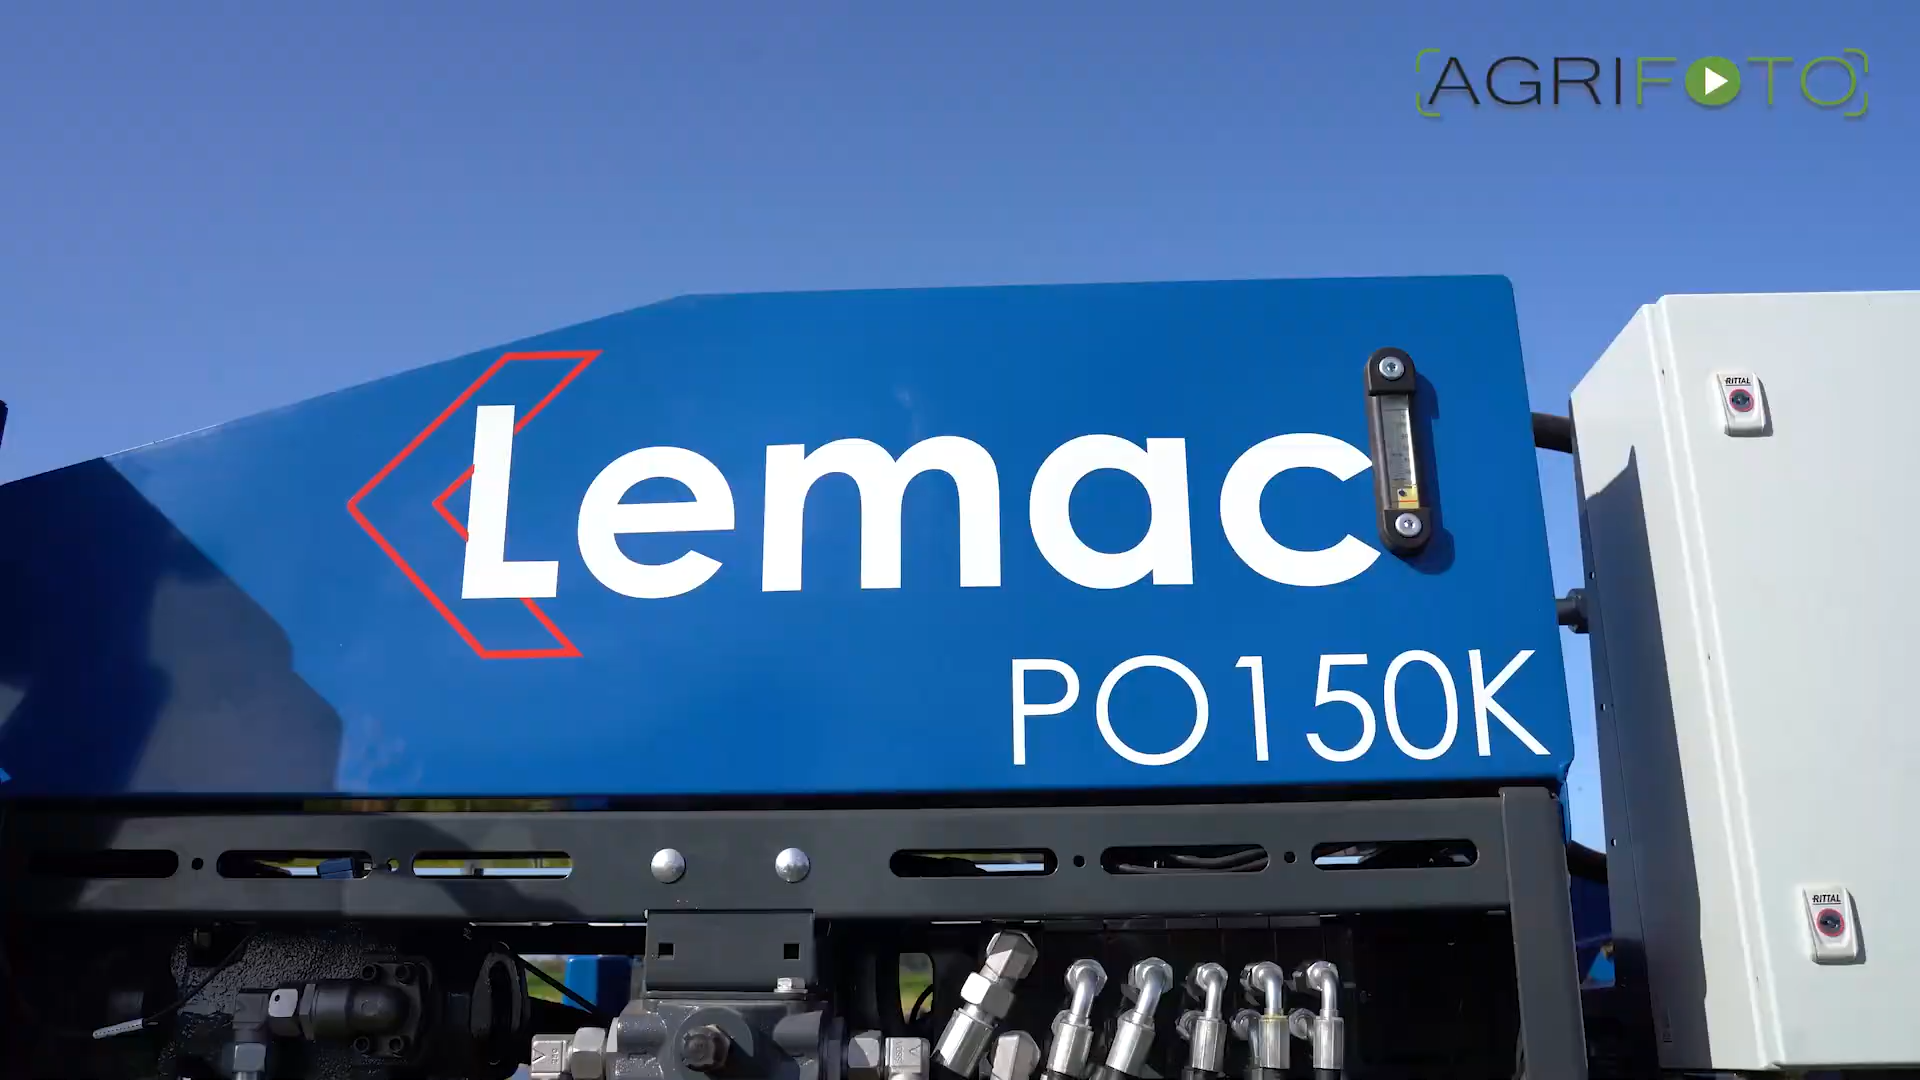 AGRIFOTO
Lemac
PO150K
RITTAL
RITTAL